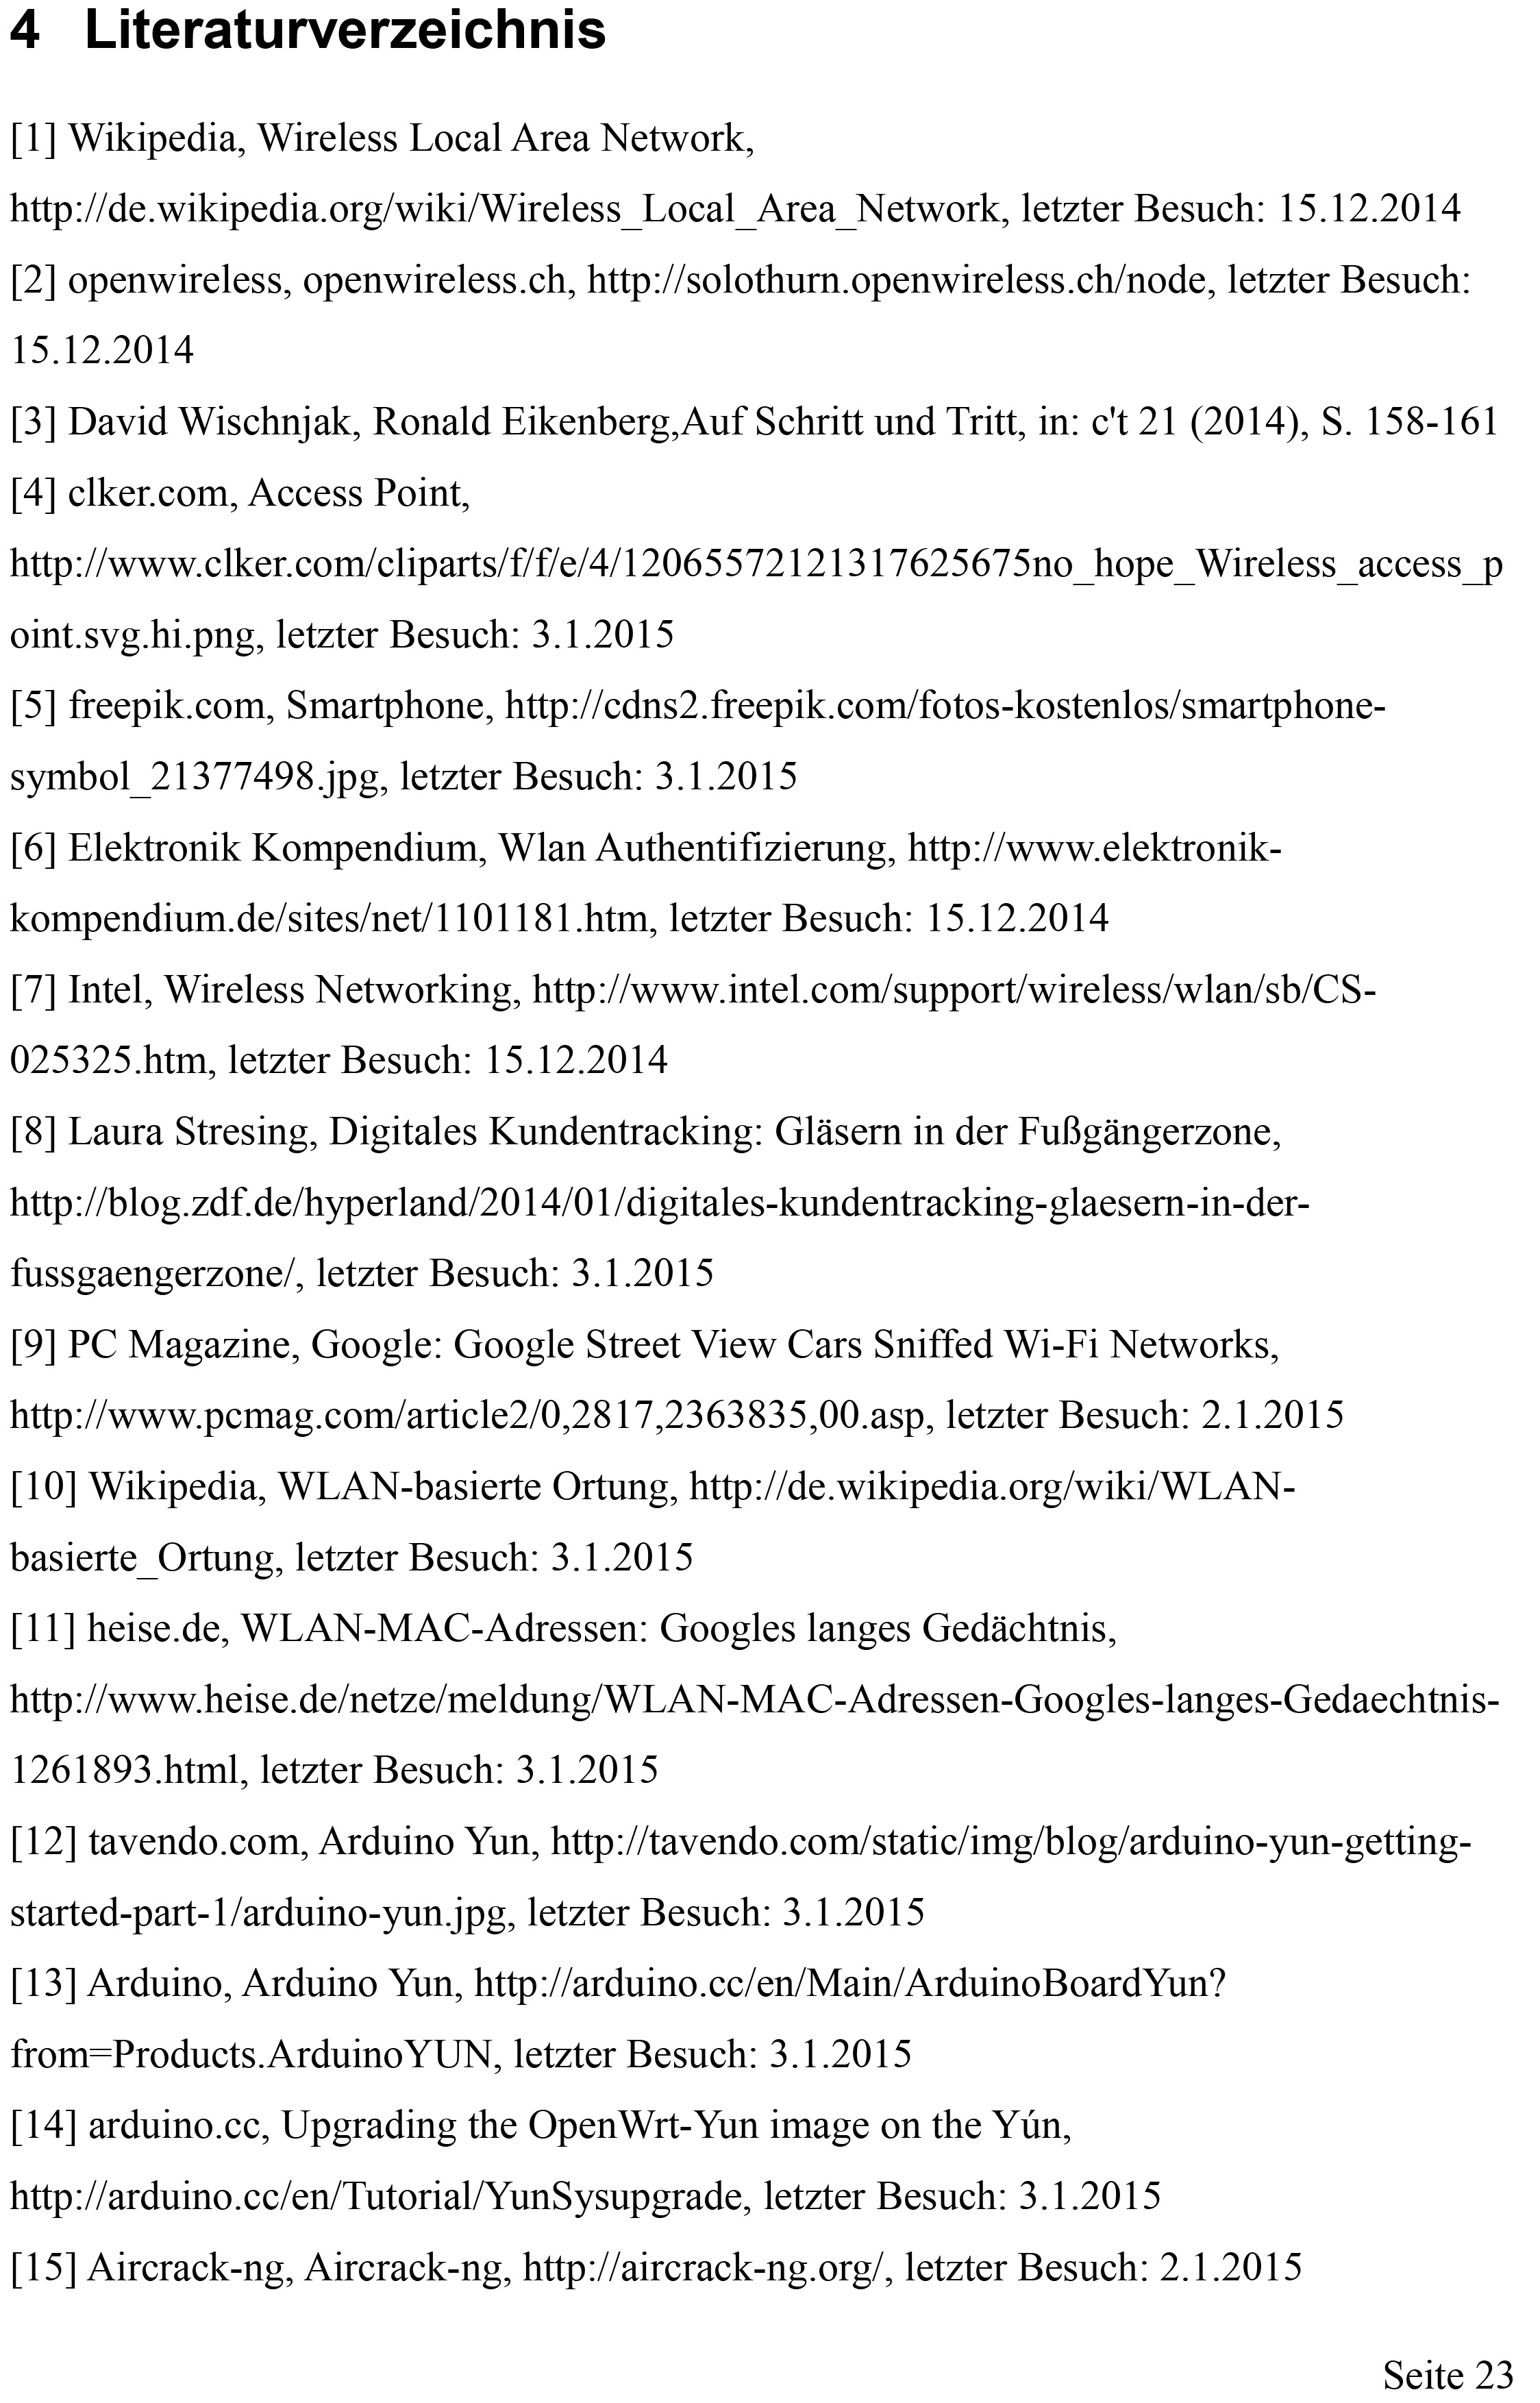 4 Literaturverzeichnis
[1] Wikipedia, Wireless Local Area Network,
http://de.wikipedia.org/wiki/Wireless_Local_Area_Network, letzter Besuch: 15.12.2014
[2] openwireless, openwireless.ch, http://solothurn.openwireless.ch/node, letzter Besuch:
15.12.2014
[3] David Wischnjak, Ronald Eikenberg,Auf Schritt und Tritt, in: c't 21 (2014), S. 158-161
[4] clker.com, Access Point,
http://www.clker.com/cliparts/f/f/e/4/12065572121317625675no_hope_Wireless_access_p
oint.svg.hi.png, letzter Besuch: 3.1.2015
[5] freepik.com, Smartphone, http://cdns2.freepik.com/fotos-kostenlos/smartphone-
symbol_21377498.jpg, letzter Besuch: 3.1.2015
[6] Elektronik Kompendium, Wlan Authentifizierung, http://www.elektronik-
kompendium.de/sites/net/1101181.htm, letzter Besuch: 15.12.2014
[7] Intel, Wireless Networking, http://www.intel.com/support/wireless/wlan/sb/CS-
025325.htm, letzter Besuch: 15.12.2014
[8] Laura Stresing, Digitales Kundentracking: Gläsern in der Fußgängerzone,
http://blog.zdf.de/hyperland/2014/01/digitales-kundentracking-glaesern-in-der-
fussgaengerzone/, letzter Besuch: 3.1.2015
[9] PC Magazine, Google: Google Street View Cars Sniffed Wi-Fi Networks,
http://www.pcmag.com/article2/0,2817,2363835,00.asp, letzter Besuch: 2.1.2015
[10] Wikipedia, WLAN-basierte Ortung, http://de.wikipedia.org/wiki/WLAN-
basierte_Ortung, letzter Besuch: 3.1.2015
[11] heise.de, WLAN-MAC-Adressen: Googles langes Gedächtnis,
http://www.heise.de/netze/meldung/WLAN-MAC-Adressen-Googles-langes-Gedaechtnis-
1261893.html, letzter Besuch: 3.1.2015
[12] tavendo.com, Arduino Yun, http://tavendo.com/static/img/blog/arduino-yun-getting-
started-part-1/arduino-yun.jpg, letzter Besuch: 3.1.2015
[13] Arduino, Arduino Yun, http://arduino.cc/en/Main/ArduinoBoardYun?
from=Products.ArduinoYUN, letzter Besuch: 3.1.2015
[14] arduino.cc, Upgrading the OpenWrt-Yun image on the Yún,
http://arduino.cc/en/Tutorial/YunSysupgrade, letzter Besuch: 3.1.2015
[15] Aircrack-ng, Aircrack-ng, http://aircrack-ng.org/, letzter Besuch: 2.1.2015
Seite 23